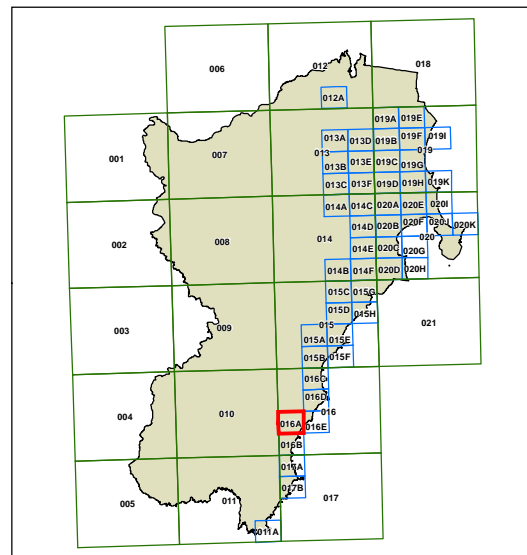 006 012 018
012A
019A 019E
001 007 013A 013D 019B 019F 019I
013 019
013B 013E 019C 019G
013C 013F 019D 019H 019K
014A 014C 020A 020E 020I
002 008 014 014D 020B 020F 020J 020K
020
014E 020C 020G
014B 014F 020D 020H
015C 015G
015D 015H
003 009 015 021
015A 015E
015B 015F
016C
016D
004 010 016
016A 016E
016B
017A
017B
005 011 017
011A